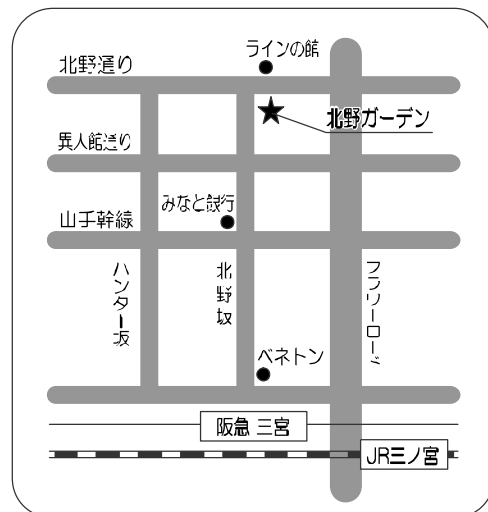 ラインの館
北野通り
北野ガーデン
異人館通り
みなと銀行
山手幹線
ハンター坂
北野坂
フラワーロード
ベネトン
阪急 三宮
JR三ノ宮